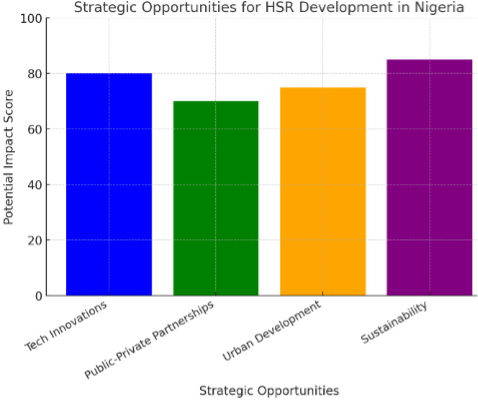 Strategic Opportunities for HSR Development in Nigeria
100
80
60
40
20
0
Potential Impact Score
Tech Innovations
Public-Private Partnerships
Urban Development
Sustainability
Strategic Opportunities